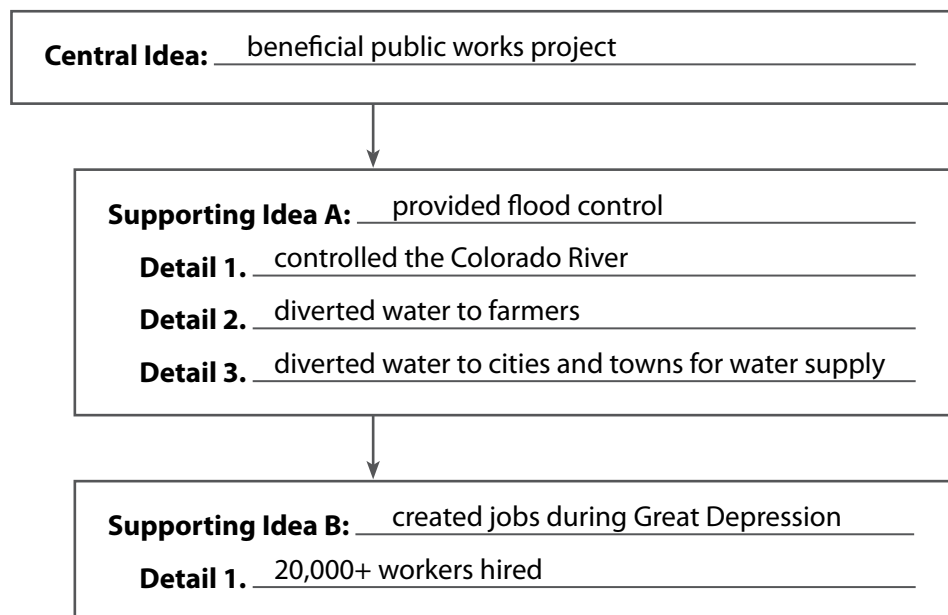 Central Idea: beneficial public works project
Supporting Idea A: provided flood control
Detail 1. controlled the Colorado River
Detail 2. diverted water to farmers
Detail 3. diverted water to cities and towns for water supply
Supporting Idea B: created jobs during Great Depression
Detail 1. 20,000+ workers hired